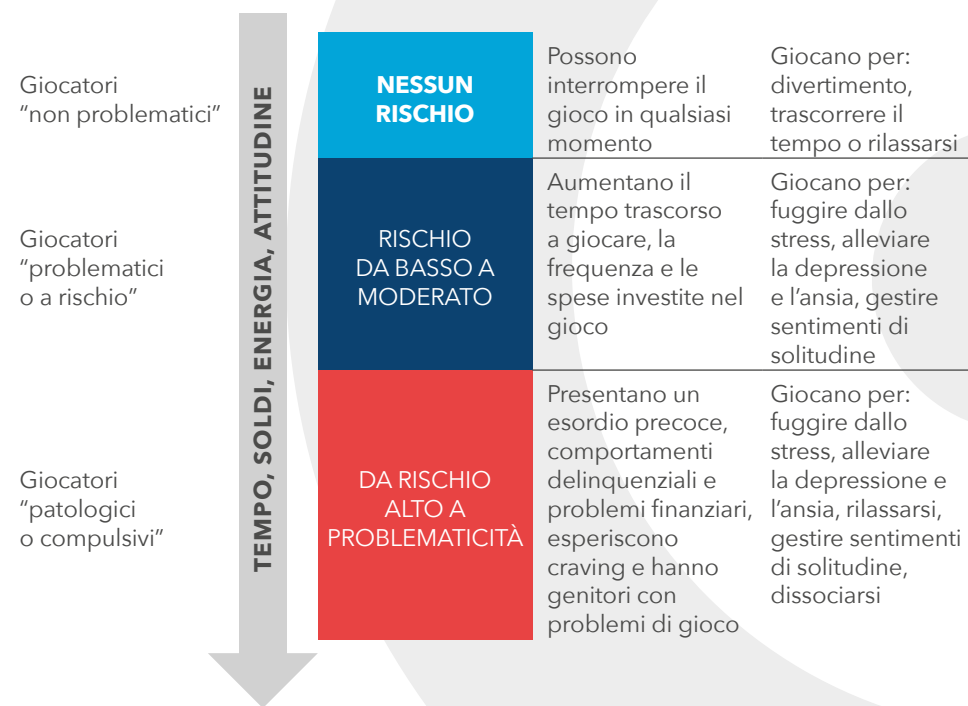 TEMPO, SOLDI, ENERGIA, ATTITUDINE
Giocatori
“non problematici”
NESSUN
RISCHIO
Possono
interrompere il
gioco in qualsiasi
momento
Giocano per:
divertimento,
trascorrere il
tempo o rilassarsi
Giocatori
“problematici
o a rischio”
RISCHIO
DA BASSO A
MODERATO
Aumentano il
tempo trascorso
a giocare, la
frequenza e le
spese investite nel
gioco
Giocano per:
fuggire dallo
stress, alleviare
la depressione
e l’ansia, gestire
sentimenti di
solitudine
Giocatori
“patologici
o compulsivi”
DA RISCHIO
ALTO A
PROBLEMATICITÀ
Presentano un
esordio precoce,
comportamenti
delinquenziali e
problemi finanziari,
esperiscono
craving e hanno
genitori con
problemi di gioco
Giocano per:
fuggire dallo
stress, alleviare
la depressione e
l’ansia, rilassarsi,
gestire sentimenti
di solitudine,
dissociarsi